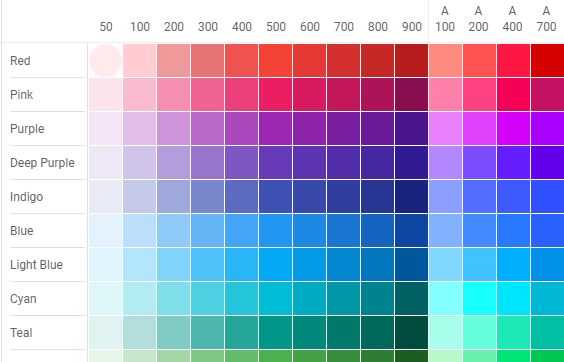 A A A A
50 100 200 300 400 500 600 700 800 900 100 200 400 700
Red
Pink
Purple
Deep Purple
Indigo
Blue
Light Blue
Cyan
Teal